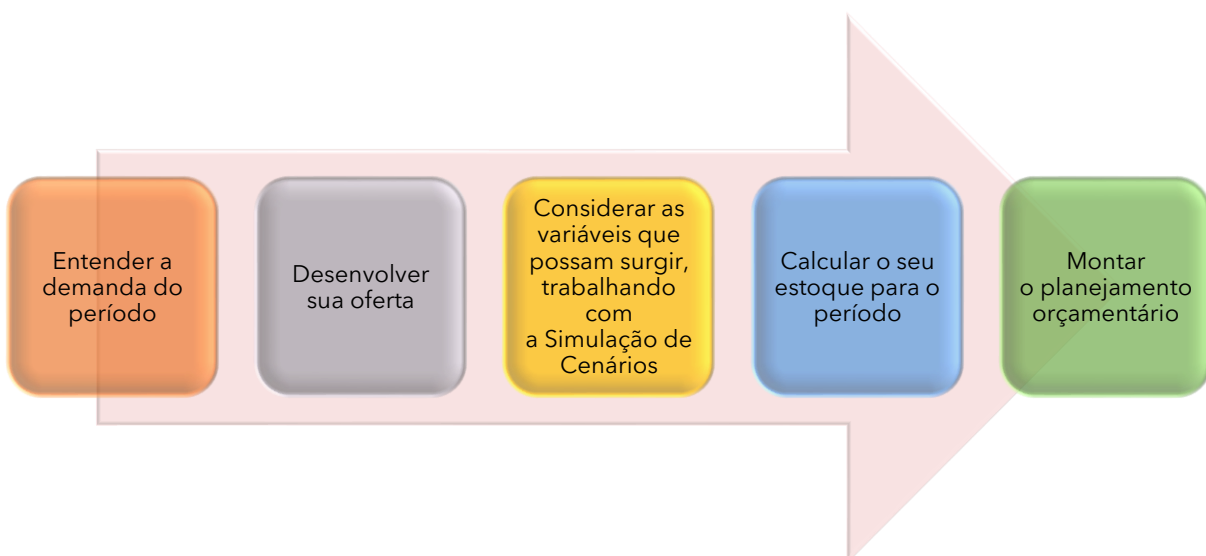 Entender a
demanda do
período
Desenvolver
sua oferta
Considerar as
variáveis que
possam surgir,
trabalhando
com
a Simulação de
Cenários
Calcular o seu
estoque para o
período
Montar
o planejamento
orçamentário